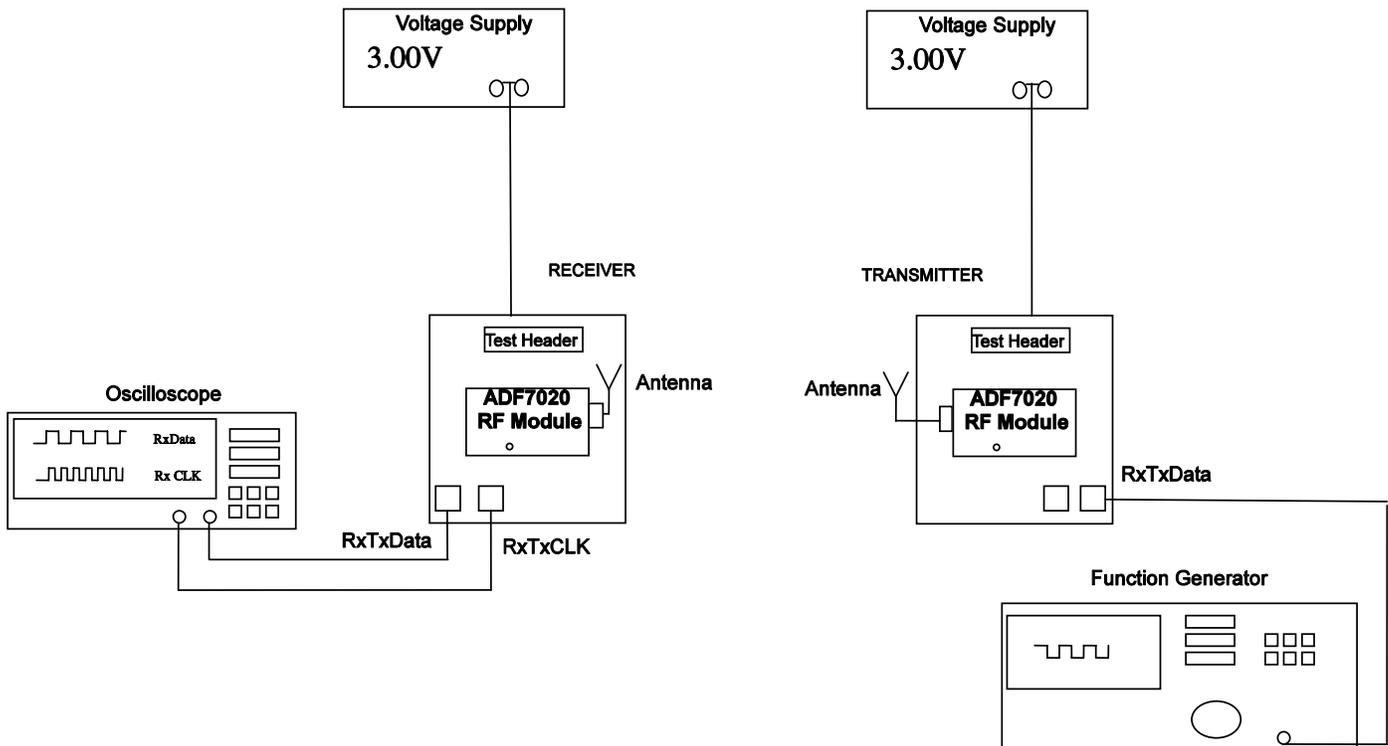 Voltage Supply
3.00V
Voltage Supply
3.00V
RECEIVER
TRANSMITTER
Test Header
Test Header
Antenna
ADF7020
RF Module
Antenna
ADF7020
RF Module
Oscilloscope
RxData
Rx CLK
RxTxData
RxTxCLK
RxTxData
Function Generator